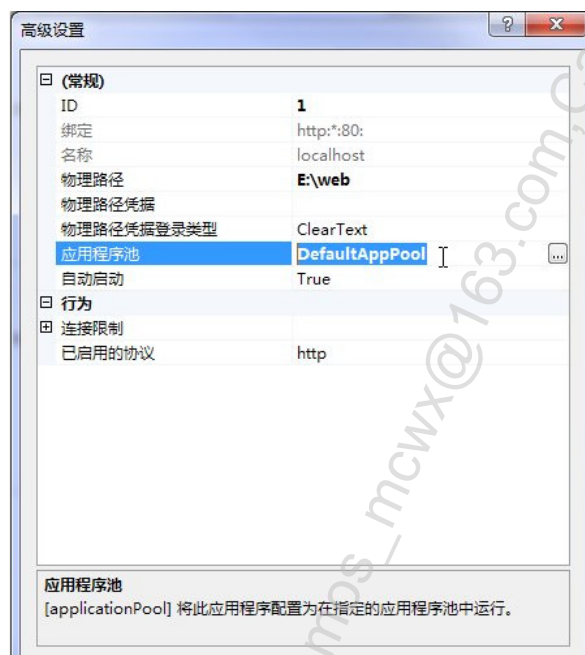 高级设置
(常规)
ID 1
绑定 http:*:80:
名称 localhost
物理路径 E:\web
物理路径凭据
物理路径凭据登录类型 ClearText
应用程序池 DefaultAppPool ...
自动启动 True
行为
连接限制
已启用的协议 http
应用程序池
[applicationPool] 将此应用程序配置为在指定的应用程序池中运行。
mos_mcwx@163.com,